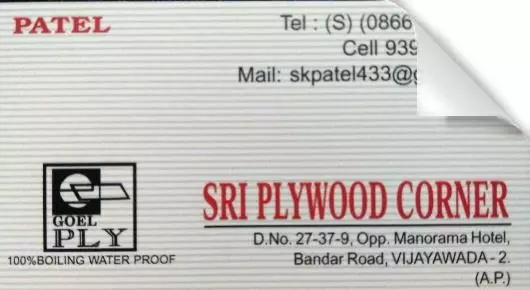 PATEL
Tel : (S) (0866
Cell 939
Mail: skpatel433@g
GOEL
PLY
100%BOILING WATER PROOF
SRI PLYWOOD CORNER
D.No. 27-37-9, Opp. Manorama Hotel,
Bandar Road, VIJAYAWADA - 2.
(A.P.)